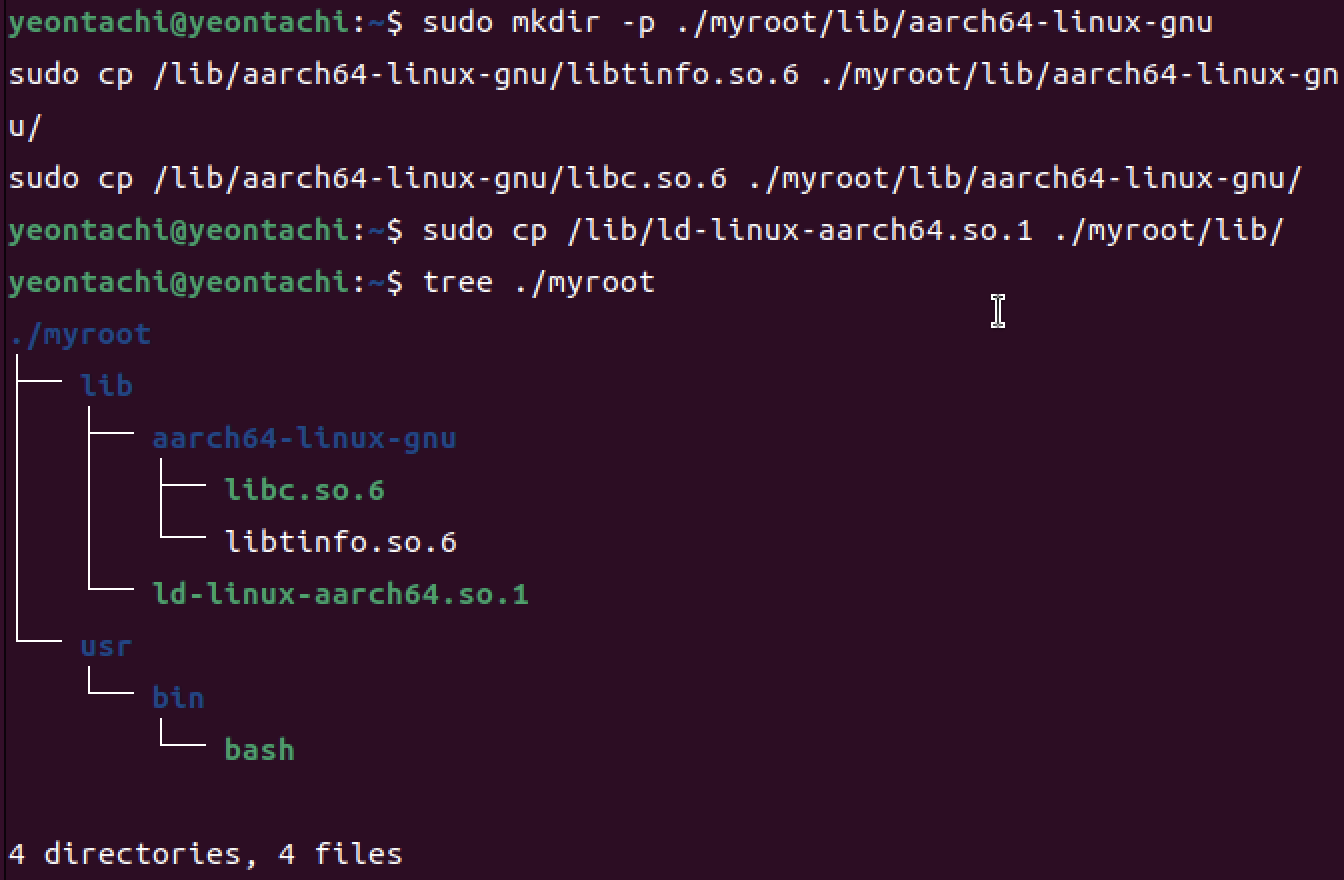 yeontachi@yeontachi:~$ sudo mkdir -p ./myroot/lib/aarch64-linux-gnu
sudo cp /lib/aarch64-linux-gnu/libtinfo.so.6 ./myroot/lib/aarch64-linux-gn
u/
sudo cp /lib/aarch64-linux-gnu/libc.so.6 ./myroot/lib/aarch64-linux-gnu/
yeontachi@yeontachi:~$ sudo cp /lib/ld-linux-aarch64.so.1 ./myroot/lib/
yeontachi@yeontachi:~$ tree ./myroot
./myroot
lib
aarch64-linux-gnu
libc.so.6
libtinfo.so.6
ld-linux-aarch64.so.1
usr
bin
bash
4 directories, 4 files